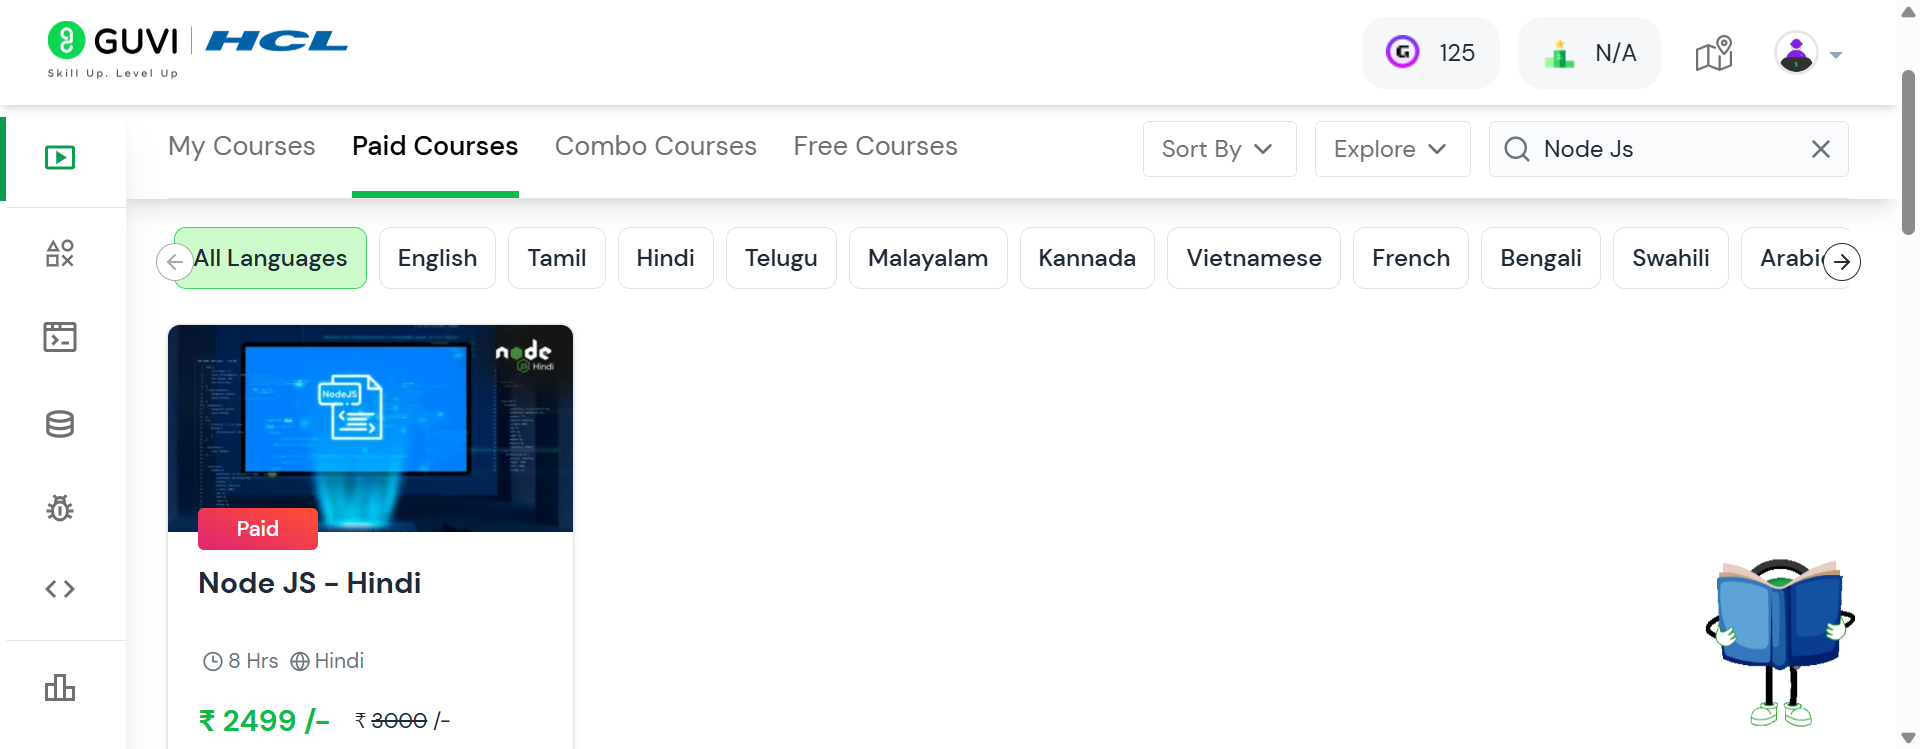 GUVI HCL
Skill Up. Level Up
G 125 N/A
My Courses Paid Courses Combo Courses Free Courses Sort By Explore Node Js
All Languages English Tamil Hindi Telugu Malayalam Kannada Vietnamese French Bengali Swahili Arabic
node
JS Hindi
NodeJS
Paid
Node JS - Hindi
8 Hrs Hindi
₹ 2499 /- ₹ 3000 /-